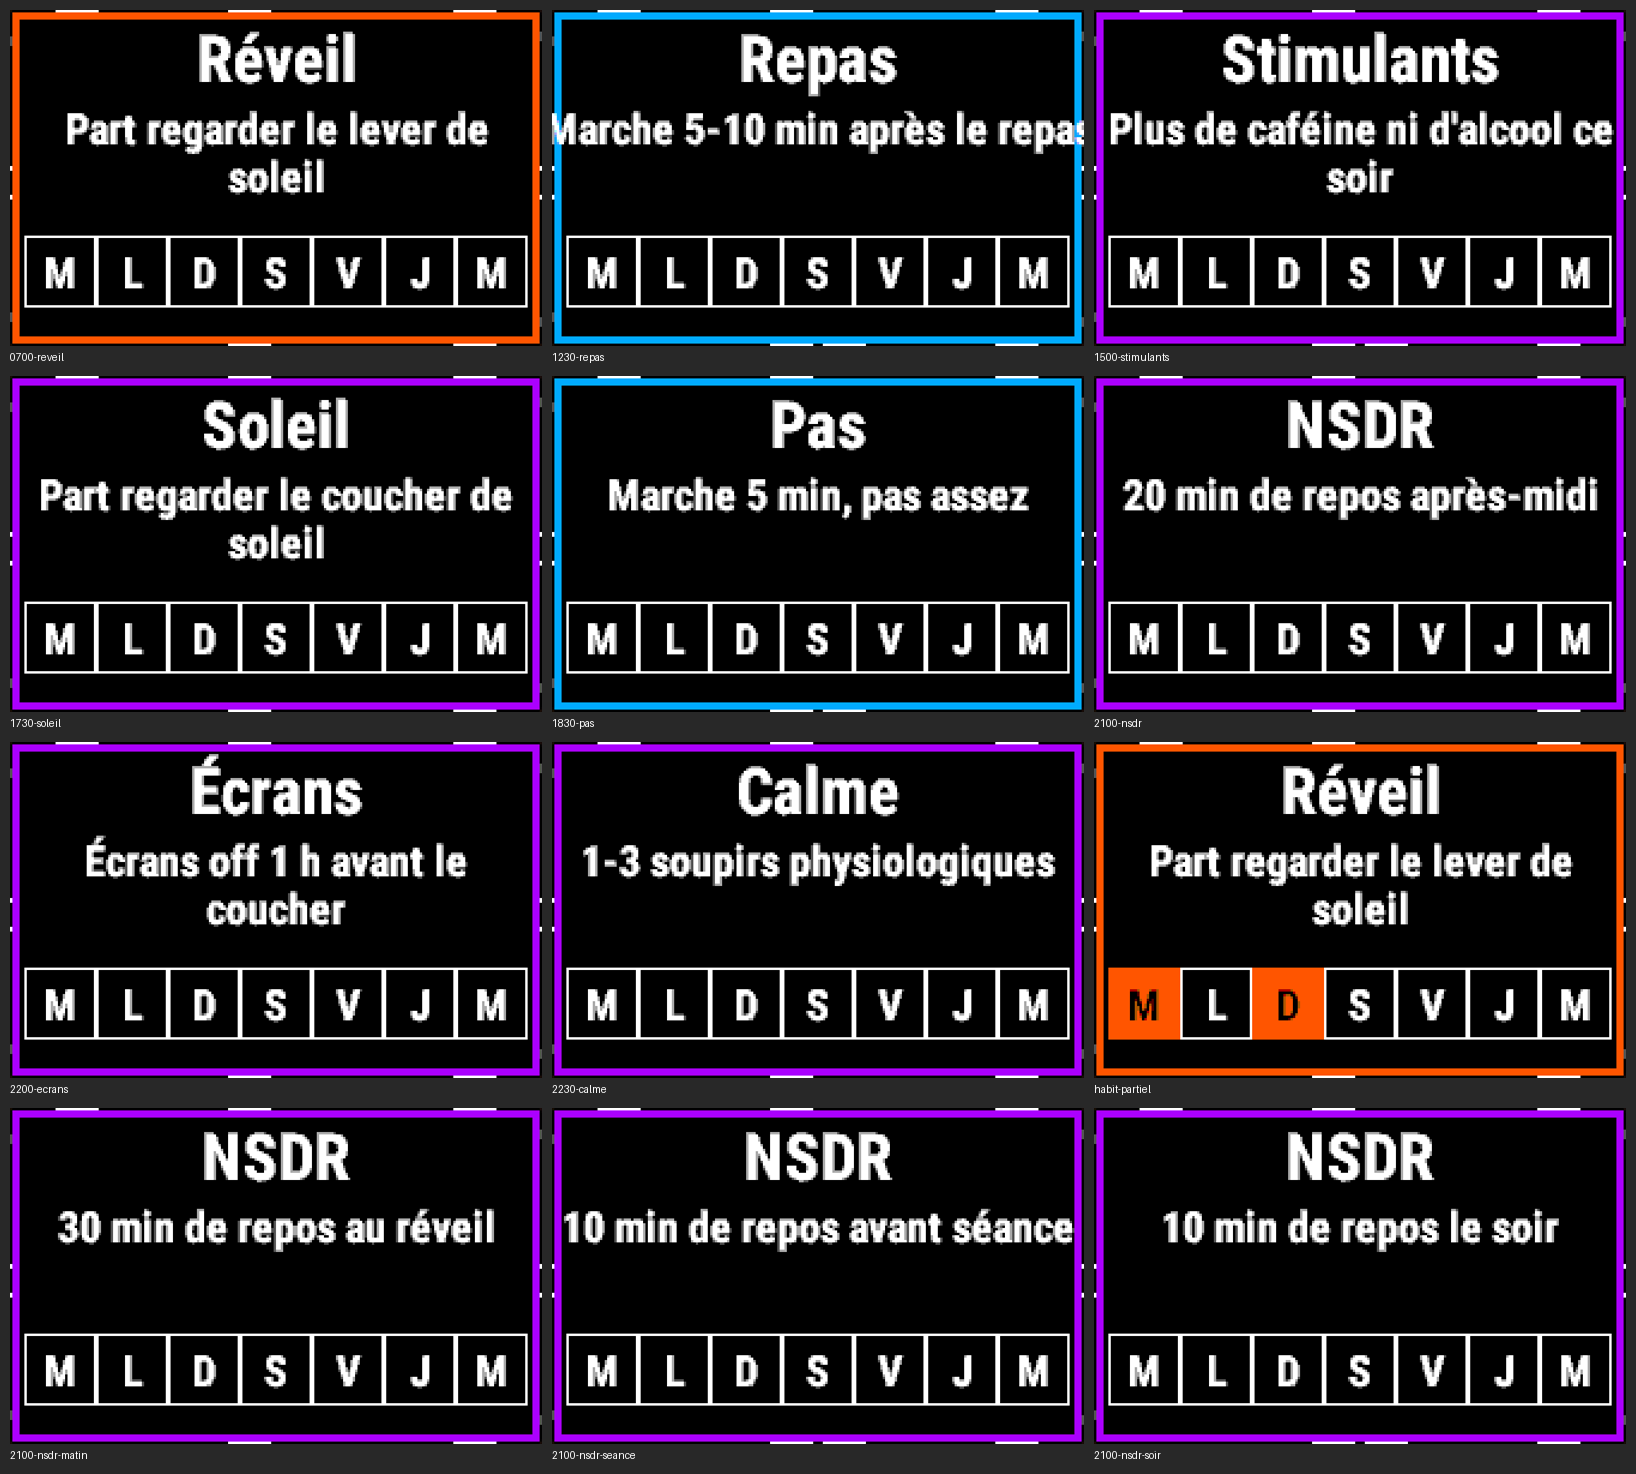 Réveil
Part regarder le lever de
soleil
M L D S V J M
0700-reveil
Repas
Marche 5-10 min après le repas
M L D S V J M
1230-repas
Stimulants
Plus de caféine ni d'alcool ce
soir
M L D S V J M
1500-stimulants
Soleil
Part regarder le coucher de
soleil
M L D S V J M
1730-soleil
Pas
Marche 5 min, pas assez
M L D S V J M
1830-pas
NSDR
20 min de repos après-midi
M L D S V J M
2100-nsdr
Écrans
Écrans off 1 h avant le
coucher
M L D S V J M
2200-ecrans
Calme
1-3 soupirs physiologiques
M L D S V J M
2230-calme
Réveil
Part regarder le lever de
soleil
M L D S V J M
habit-partiel
NSDR
30 min de repos au réveil
M L D S V J M
2100-nsdr-matin
NSDR
10 min de repos avant séance
M L D S V J M
2100-nsdr-seance
NSDR
10 min de repos le soir
M L D S V J M
2100-nsdr-soir